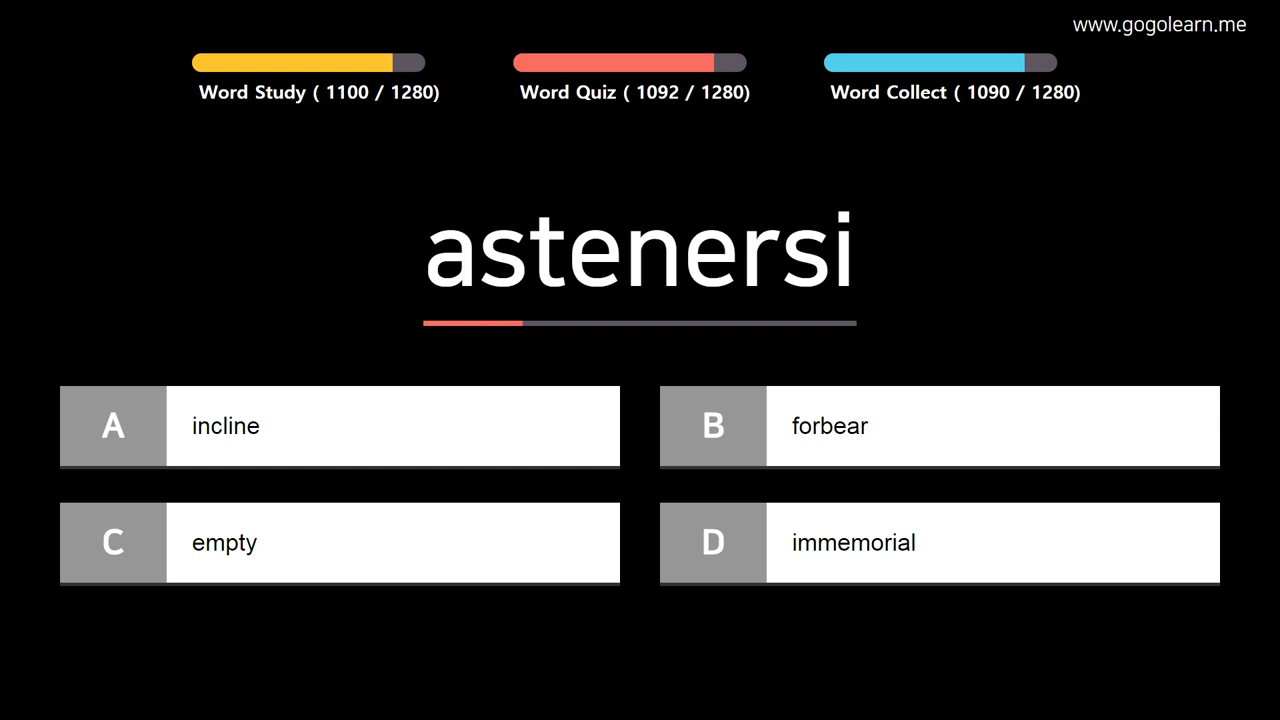 www.gogolearn.me
Word Study ( 1100 / 1280)
Word Quiz ( 1092 / 1280)
Word Collect ( 1090 / 1280)
astenersi
A incline
B forbear
C empty
D immemorial